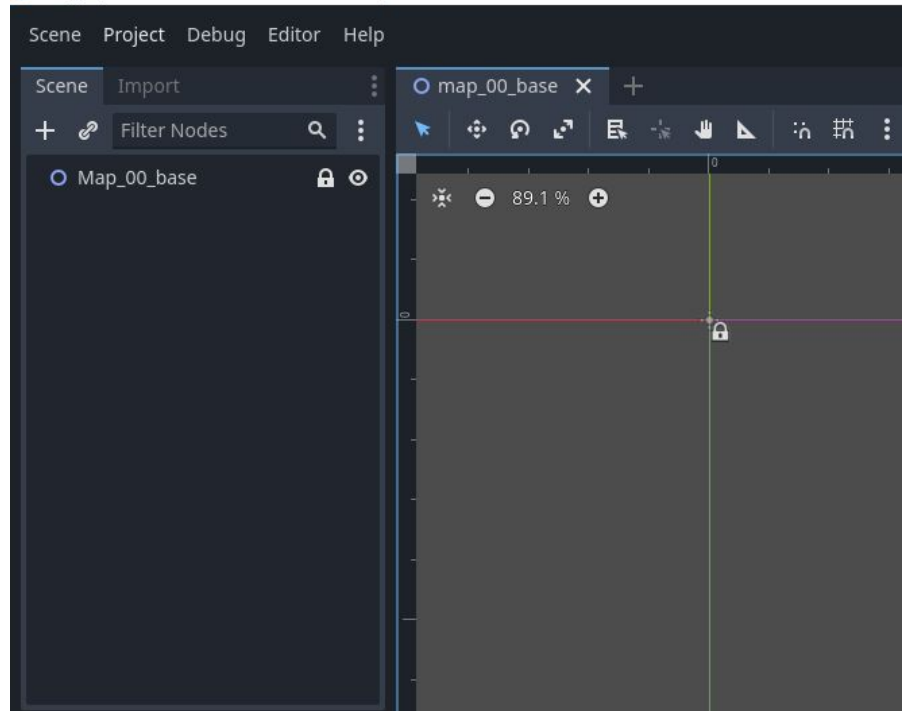 Scene Project Debug Editor Help
Scene Import
map_00_base
Filter Nodes
Map_00_base
0
89.1 %
0